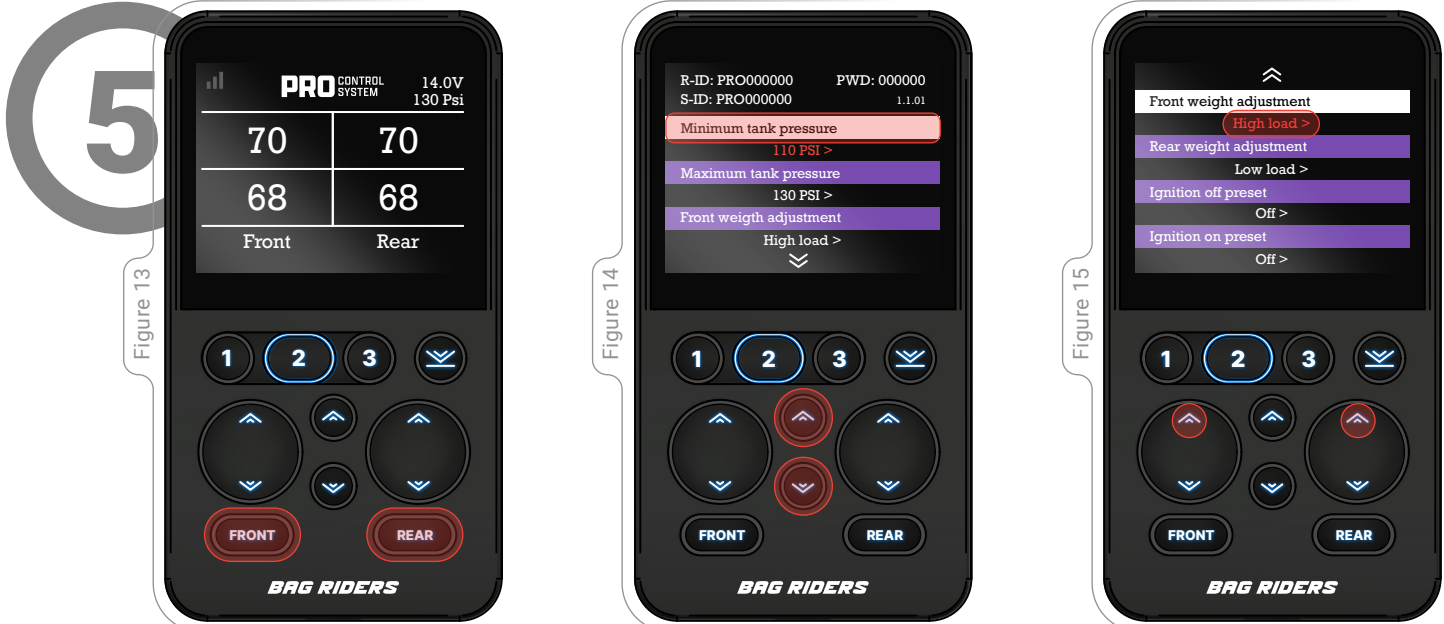 5
Figure 13
PRO CONTROL SYSTEM
14.0V
130 Psi
70 70
68 68
Front Rear
1 2 3
FRONT REAR
BAG RIDERS
Figure 14
R-ID: PRO000000 PWD: 000000
S-ID: PRO000000 1.1.01
Minimum tank pressure
110 PSI >
Maximum tank pressure
130 PSI >
Front weigth adjustment
High load >
1 2 3
FRONT REAR
BAG RIDERS
Figure 15
Front weight adjustment
High load >
Rear weight adjustment
Low load >
Ignition off preset
Off >
Ignition on preset
Off >
1 2 3
FRONT REAR
BAG RIDERS